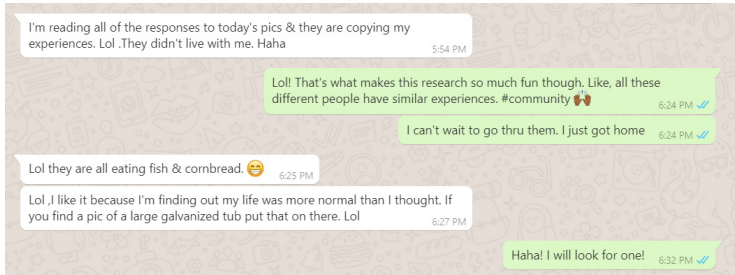 I'm reading all of the responses to today's pics & they are copying my
experiences. Lol .They didn't live with me. Haha
5:54 PM
Lol! That's what makes this research so much fun though. Like, all these
different people have similar experiences. #community 🙌🏾
6:24 PM
I can't wait to go thru them. I just got home 6:24 PM
Lol they are all eating fish & cornbread. 😁 6:25 PM
Lol ,I like it because I'm finding out my life was more normal than I thought. If
you find a pic of a large galvanized tub put that on there. Lol
6:27 PM
Haha! I will look for one! 6:32 PM